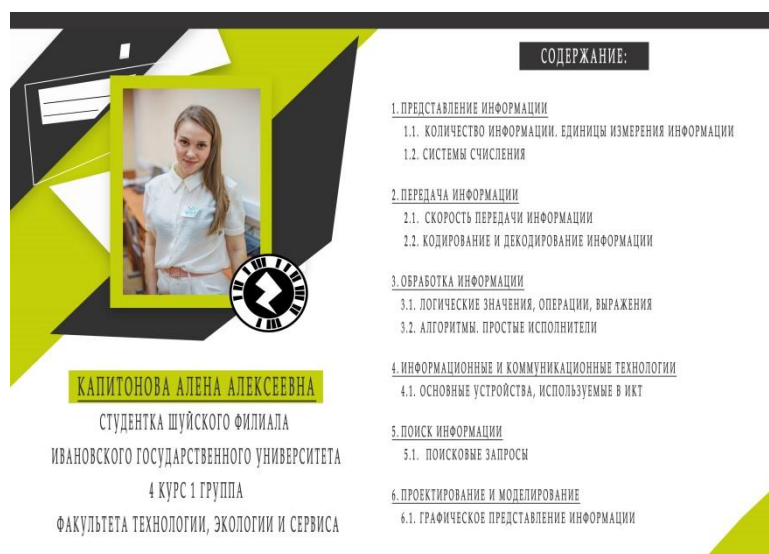 КАПИТОНОВА АЛЕНА АЛЕКСЕЕВНА
СТУДЕНТКА ШУЙСКОГО ФИЛИАЛА
ИВАНОВСКОГО ГОСУДАРСТВЕННОГО УНИВЕРСИТЕТА
4 КУРС 1 ГРУППА
ФАКУЛЬТЕТА ТЕХНОЛОГИИ, ЭКОЛОГИИ И СЕРВИСА
СОДЕРЖАНИЕ:
1. ПРЕДСТАВЛЕНИЕ ИНФОРМАЦИИ
1.1. КОЛИЧЕСТВО ИНФОРМАЦИИ. ЕДИНИЦЫ ИЗМЕРЕНИЯ ИНФОРМАЦИИ
1.2. СИСТЕМЫ СЧИСЛЕНИЯ
2. ПЕРЕДАЧА ИНФОРМАЦИИ
2.1. СКОРОСТЬ ПЕРЕДАЧИ ИНФОРМАЦИИ
2.2. КОДИРОВАНИЕ И ДЕКОДИРОВАНИЕ ИНФОРМАЦИИ
3. ОБРАБОТКА ИНФОРМАЦИИ
3.1. ЛОГИЧЕСКИЕ ЗНАЧЕНИЯ, ОПЕРАЦИИ, ВЫРАЖЕНИЯ
3.2. АЛГОРИТМЫ. ПРОСТЫЕ ИСПОЛНИТЕЛИ
4. ИНФОРМАЦИОННЫЕ И КОММУНИКАЦИОННЫЕ ТЕХНОЛОГИИ
4.1. ОСНОВНЫЕ УСТРОЙСТВА, ИСПОЛЬЗУЕМЫЕ В ИКТ
5. ПОИСК ИНФОРМАЦИИ
5.1. ПОИСКОВЫЕ ЗАПРОСЫ
6. ПРОЕКТИРОВАНИЕ И МОДЕЛИРОВАНИЕ
6.1. ГРАФИЧЕСКОЕ ПРЕДСТАВЛЕНИЕ ИНФОРМАЦИИ